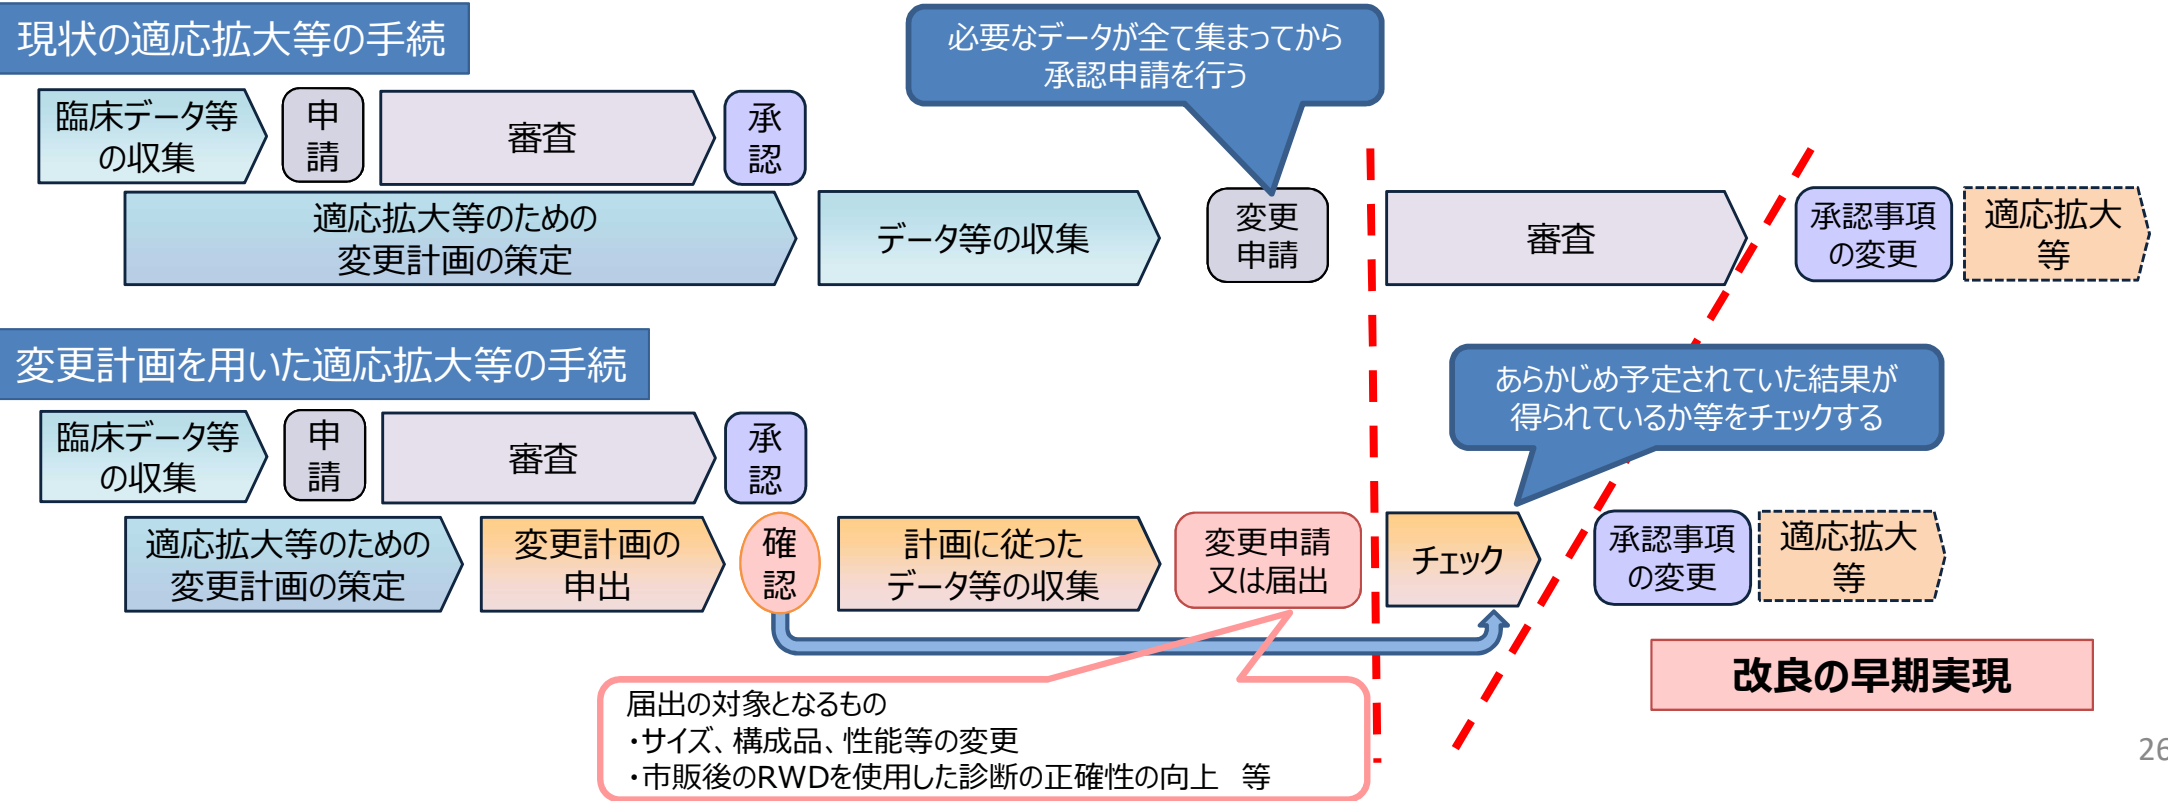 現状の適応拡大等の手続
必要なデータが全て集まってから
承認申請を行う
臨床データ等
の収集
申
請
審査
承
認
適応拡大等のための
変更計画の策定
データ等の収集
変更
申請
審査
承認事項
の変更
適応拡大
等
変更計画を用いた適応拡大等の手続
あらかじめ予定されていた結果が
得られているか等をチェックする
臨床データ等
の収集
申
請
審査
承
認
適応拡大等のための
変更計画の策定
変更計画の
申出
確
認
計画に従った
データ等の収集
変更申請
又は届出
チェック
承認事項
の変更
適応拡大
等
改良の早期実現
届出の対象となるもの
・サイズ、構成品、性能等の変更
・市販後のRWDを使用した診断の正確性の向上　等
26